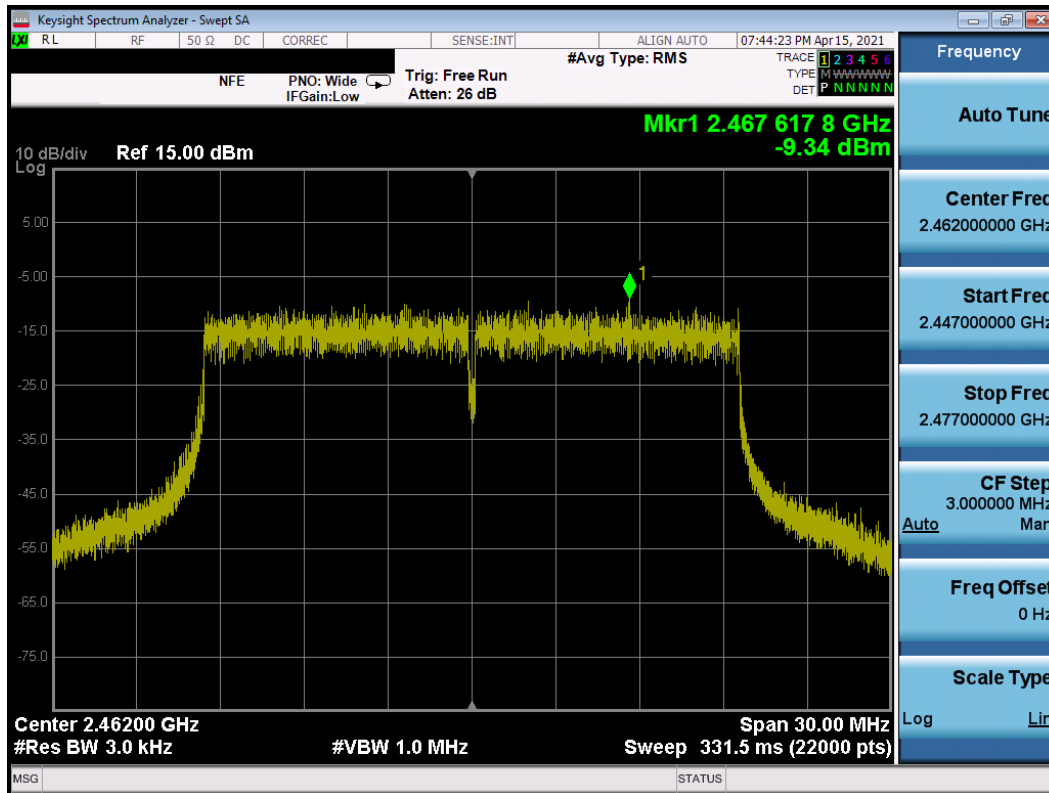 Keysight Spectrum Analyzer - Swept SA
LXI RL RF 50 Ω DC CORREC SENSE:INT ALIGN AUTO 07:44:23 PM Apr 15, 2021
NFE
PNO: Wide
IFGain:Low
Trig: Free Run
Atten: 26 dB
#Avg Type: RMS
TRACE 1 2 3 4 5 6
TYPE M WWWWW
DET P N N N N N
Mkr1 2.467 617 8 GHz
-9.34 dBm
10 dB/div Ref 15.00 dBm
Log
5.00
-5.00
-15.0
-25.0
-35.0
-45.0
-55.0
-65.0
-75.0
1
Center 2.46200 GHz Span 30.00 MHz
#Res BW 3.0 kHz #VBW 1.0 MHz Sweep 331.5 ms (22000 pts)
MSG STATUS
Frequency
Auto Tune
Center Freq
2.462000000 GHz
Start Freq
2.447000000 GHz
Stop Freq
2.477000000 GHz
CF Step
3.000000 MHz
Auto Man
Freq Offset
0 Hz
Scale Type
Log Lin